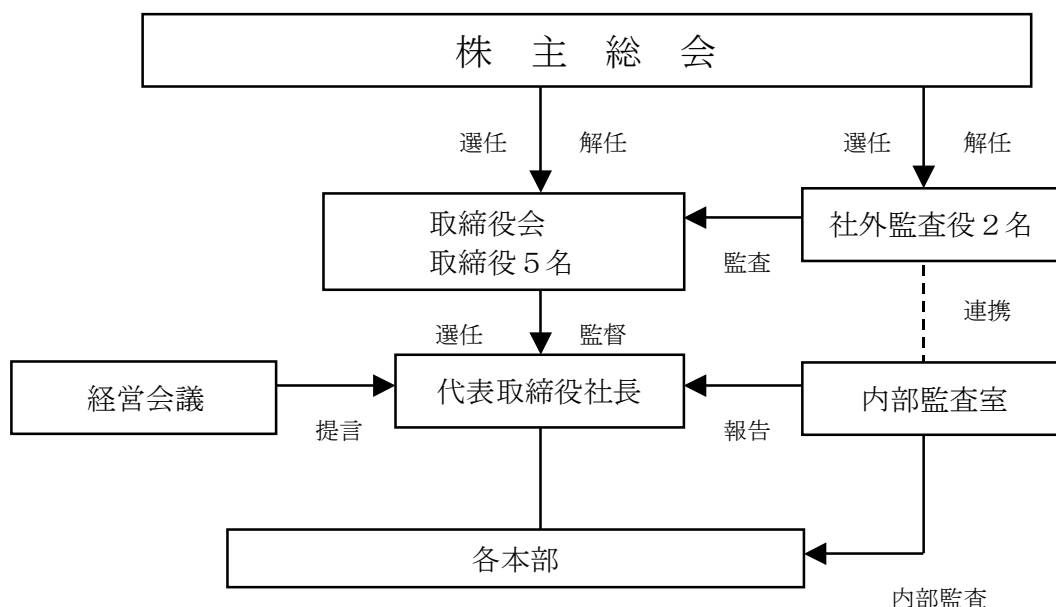 株主総会
選任
解任
選任
解任
取締役会
取締役５名
社外監査役２名
監査
連携
選任
監督
経営会議
代表取締役社長
内部監査室
提言
報告
各本部
内部監査